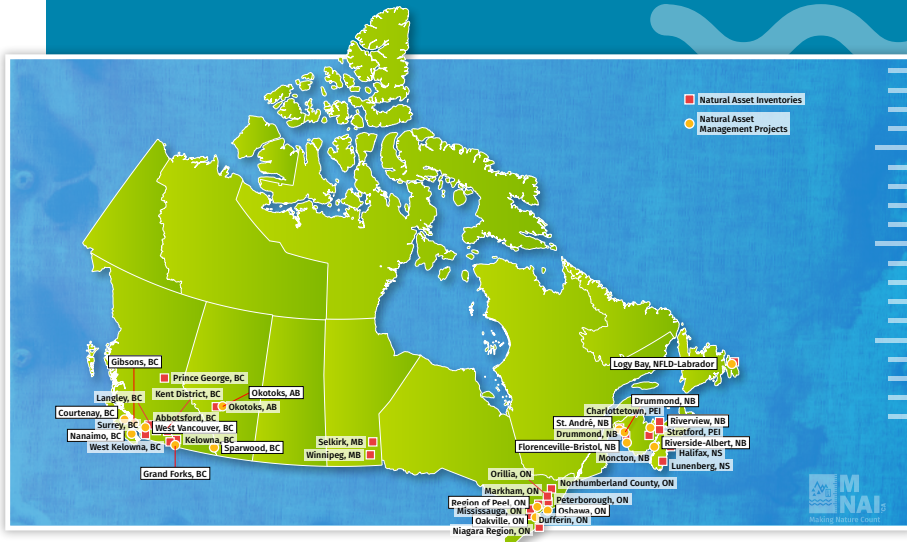 Natural Asset Inventories
Natural Asset
Management Projects
Gibsons, BC
Prince George, BC
Kent District, BC
Okotoks, AB
Langley, BC
Okotoks, AB
Courtenay, BC
Abbotsford, BC
Surrey, BC
West Vancouver, BC
Nanaimo, BC
Kelowna, BC
West Kelowna, BC
Sparwood, BC
Grand Forks, BC
Selkirk, MB
Winnipeg, MB
Logy Bay, NFLD-Labrador
Drummond, NB
Charlottetown, PEI
St. André, NB
Riverview, NB
Drummond, NB
Stratford, PEI
Florenceville-Bristol, NB
Riverside-Albert, NB
Moncton, NB
Halifax, NS
Lunenberg, NS
Orillia, ON
Northumberland County, ON
Markham, ON
Peterborough, ON
Region of Peel, ON
Mississauga, ON
Oshawa, ON
Oakville, ON
Dufferin, ON
Niagara Region, ON
M
NAI
Making Nature Count